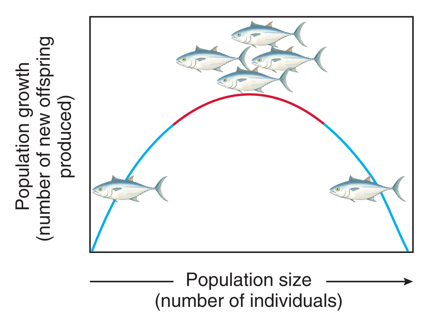 Population growth
(number of new offspring
produced)
Population size
(number of individuals)